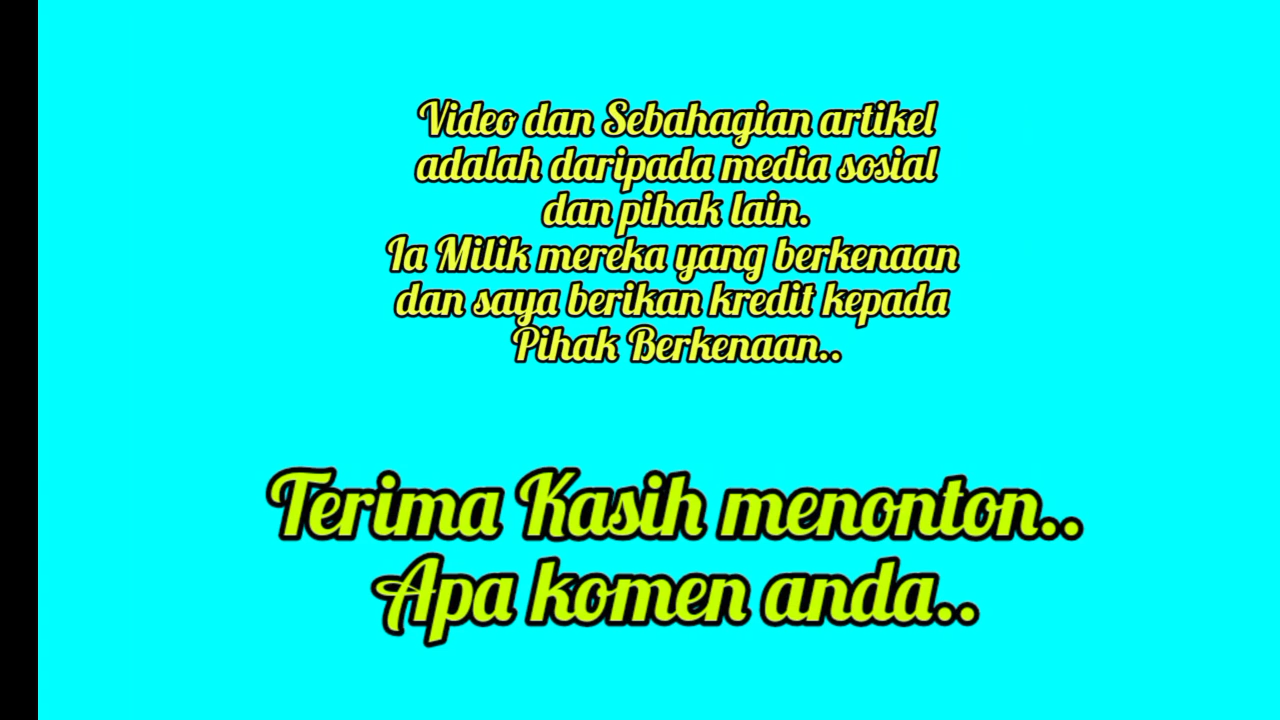 Video dan Sebahagian artikel
adalah daripada media sosial
dan pihak lain.
Ia Milik mereka yang berkenaan
dan saya berikan kredit kepada
Pihak Berkenaan..
Terima Kasih menonton..
Apa komen anda..